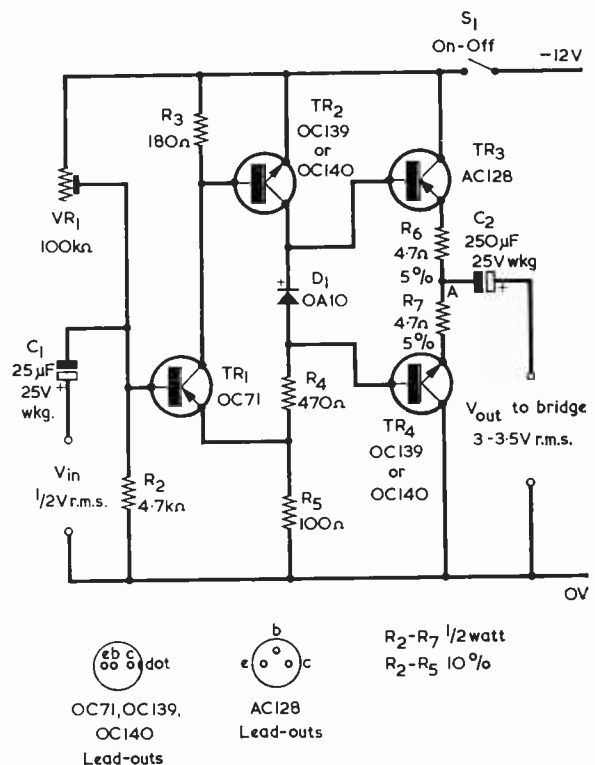 S1
On-Off
-12V
R3
180Ω
TR2
OC139
or
OC140
TR3
AC128
VR1
100kΩ
R6
4·7Ω
5%
C2
250µF
25V wkg
+
D1
OA10
A
+
R7
4·7Ω
5%
C1
25µF
25V
wkg.
+
TR1
OC71
R4
470Ω
TR4
OC139
or
OC140
Vout to bridge
3-3·5V r.m.s.
Vin
1/2V r.m.s.
R2
4·7kΩ
R5
100Ω
OV
e b c dot
OC71, OC139,
OC140
Lead-outs
b
e c
AC128
Lead-outs
R2-R7 1/2 watt
R2-R5 10%